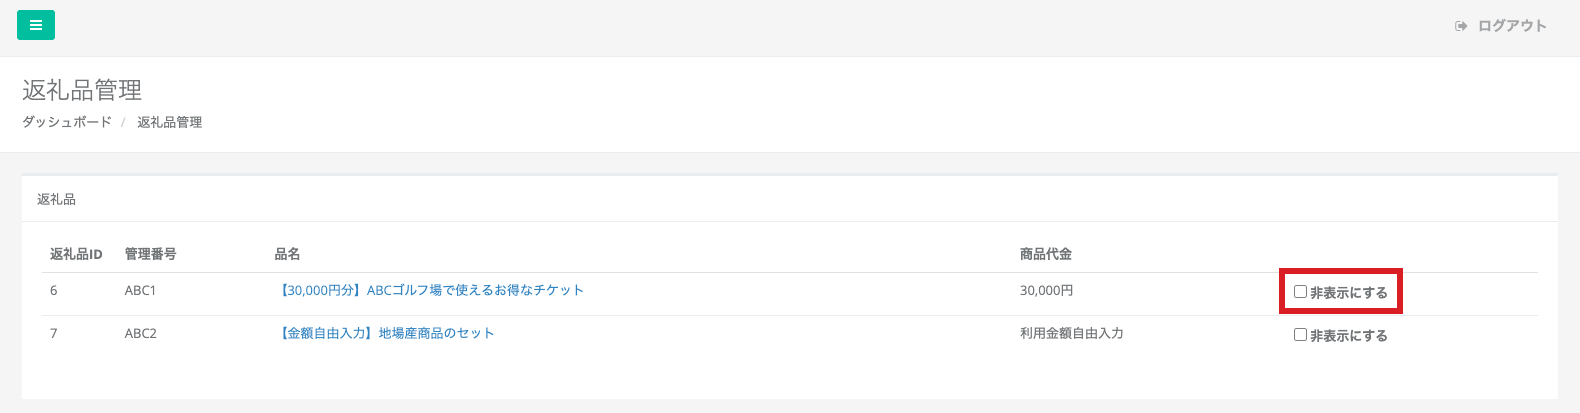 ログアウト
返礼品管理
ダッシュボード / 返礼品管理
返礼品
返礼品ID 管理番号 品名 商品代金
6 ABC1 【30,000円分】ABCゴルフ場で使えるお得なチケット 30,000円 非表示にする
7 ABC2 【金額自由入力】地場産商品のセット 利用金額自由入力 非表示にする